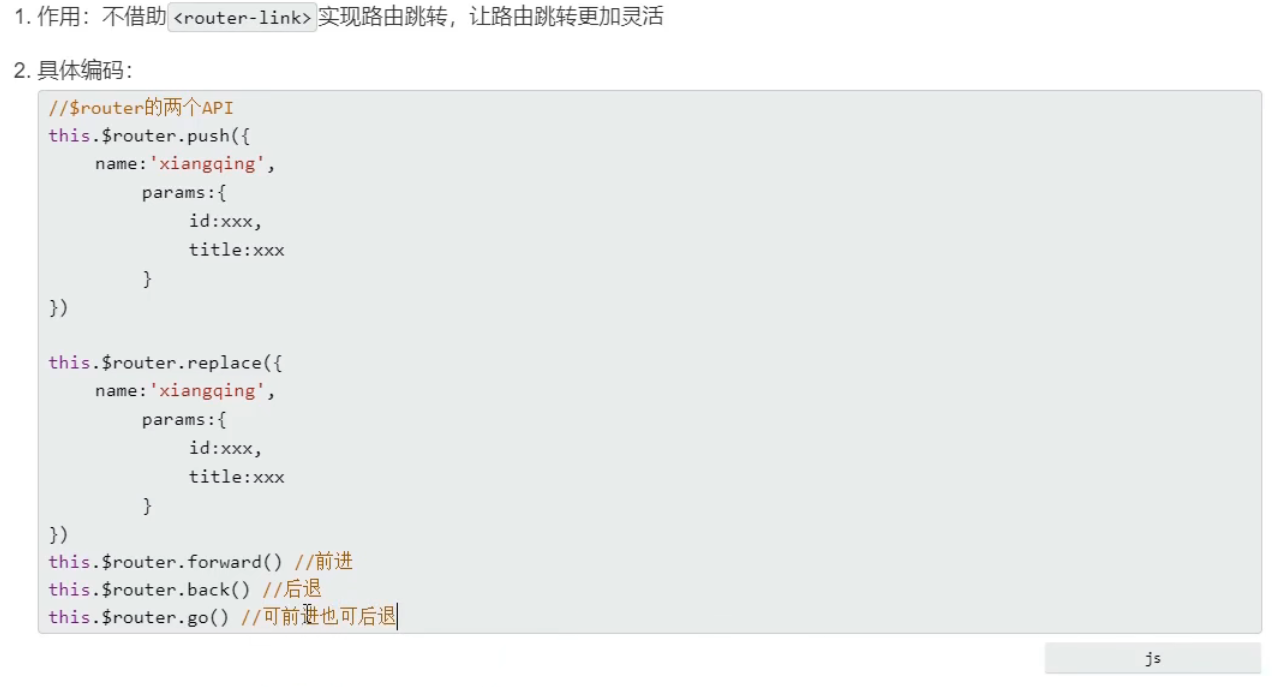 1. 作用：不借助<router-link>实现路由跳转，让路由跳转更加灵活
2. 具体编码：
//$router的两个API
this.$router.push({
    name:'xiangqing',
        params:{
            id:xxx,
            title:xxx
        }
})

this.$router.replace({
    name:'xiangqing',
        params:{
            id:xxx,
            title:xxx
        }
})
this.$router.forward() //前进
this.$router.back() //后退
this.$router.go() //可前进也可后退
js